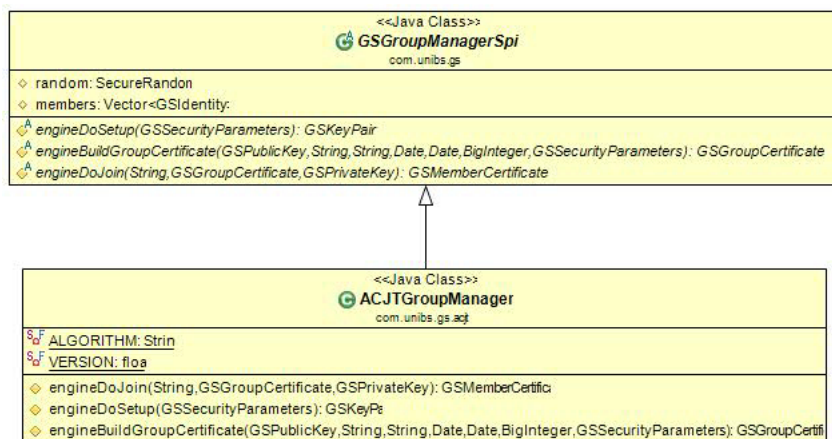 <<Java Class>>
GSGroupManagerSpi
com.unibs.gs
random: SecureRandon
members: Vector<GSIdentity:
engineDoSetup(GSSecurityParameters): GSKeyPair
engineBuildGroupCertificate(GSPublicKey,String,String,Date,Date,BigInteger,GSSecurityParameters): GSGroupCertificate
engineDoJoin(String,GSGroupCertificate,GSPrivateKey): GSMemberCertificate
<<Java Class>>
ACJTGroupManager
com.unibs.gs.acjt
ALGORITHM: Strin
VERSION: floa
engineDoJoin(String,GSGroupCertificate,GSPrivateKey): GSMemberCertific
engineDoSetup(GSSecurityParameters): GSKeyPa
engineBuildGroupCertificate(GSPublicKey,String,String,Date,Date,BigInteger,GSSecurityParameters): GSGroupCertifi